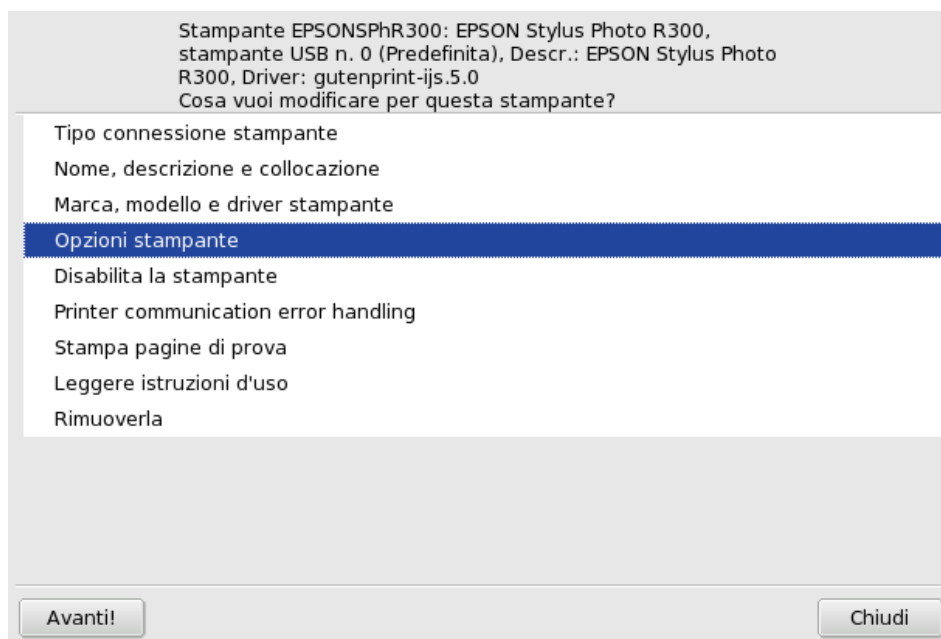 Stampante EPSONSPhR300: EPSON Stylus Photo R300,
stampante USB n. 0 (Predefinita), Descr.: EPSON Stylus Photo
R300, Driver: gutenprint-ijs.5.0
Cosa vuoi modificare per questa stampante?
Tipo connessione stampante
Nome, descrizione e collocazione
Marca, modello e driver stampante
Opzioni stampante
Disabilita la stampante
Printer communication error handling
Stampa pagine di prova
Leggere istruzioni d'uso
Rimuoverla
Avanti!
Chiudi